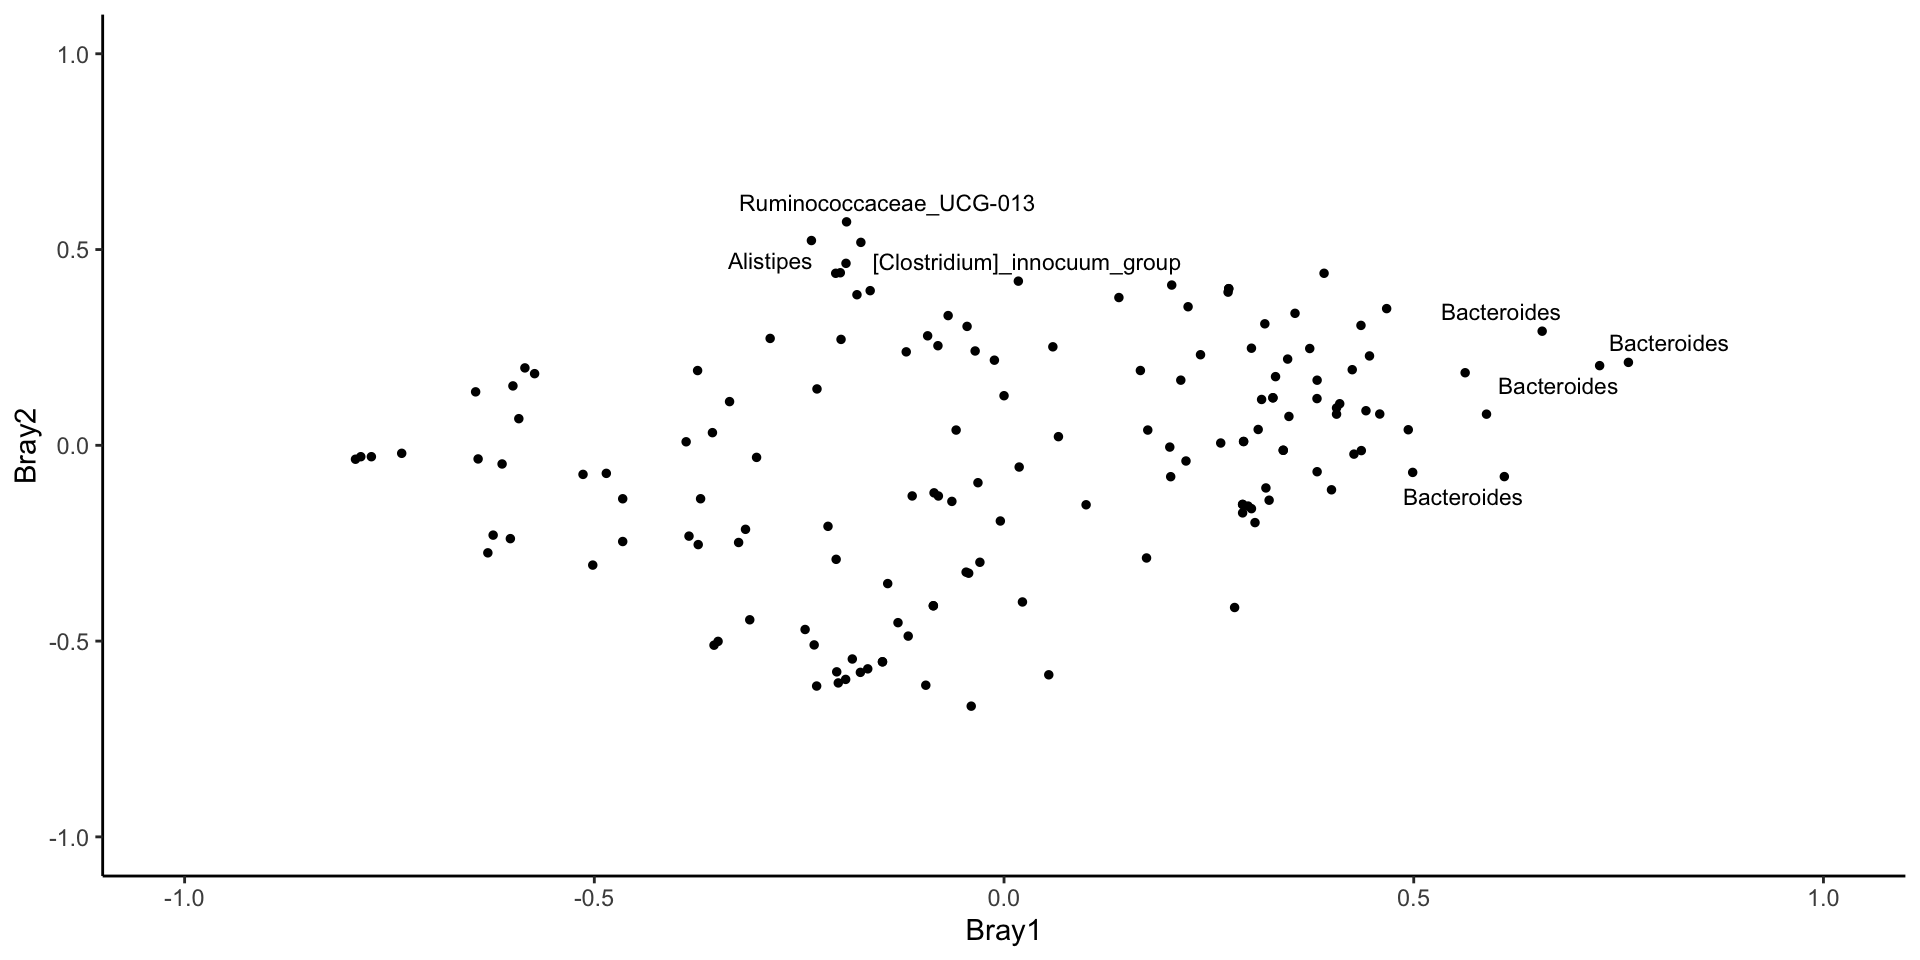 1.0
Ruminococcaceae_UCG-013
0.5
Alistipes
[Clostridium]_innocuum_group
Bacteroides
Bacteroides
Bacteroides
Bray2
0.0
Bacteroides
-0.5
-1.0
-1.0
-0.5
0.0
0.5
1.0
Bray1